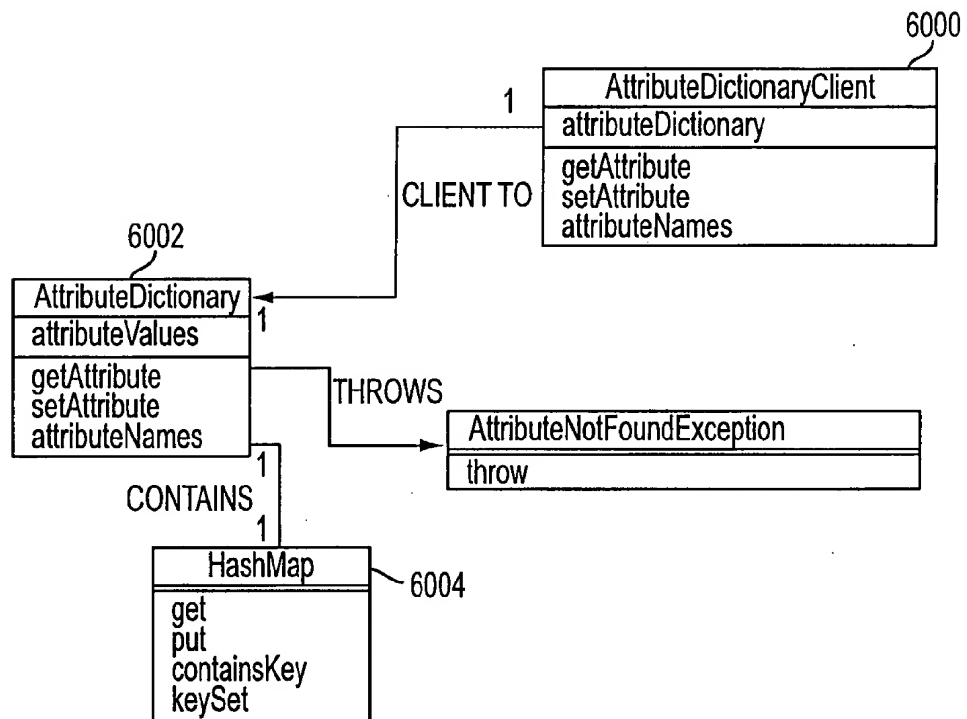 6000
AttributeDictionaryClient
1
attributeDictionary
getAttribute
CLIENT TO
setAttribute
attributeNames
6002
AttributeDictionary
1
attributeValues
getAttribute
THROWS
setAttribute
attributeNames
AttributeNotFoundException
1
throw
CONTAINS
1
HashMap
6004
get
put
containsKey
keySet